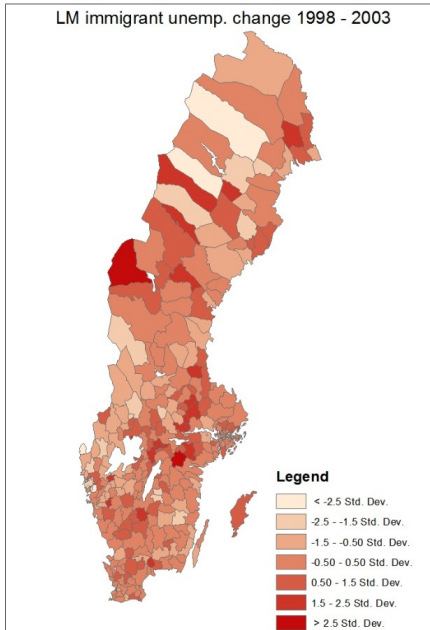 LM immigrant unemp. change 1998 - 2003
Legend
< -2.5 Std. Dev.
-2.5 - -1.5 Std. Dev.
-1.5 - -0.50 Std. Dev.
-0.50 - 0.50 Std. Dev.
0.50 - 1.5 Std. Dev.
1.5 - 2.5 Std. Dev.
> 2.5 Std. Dev.